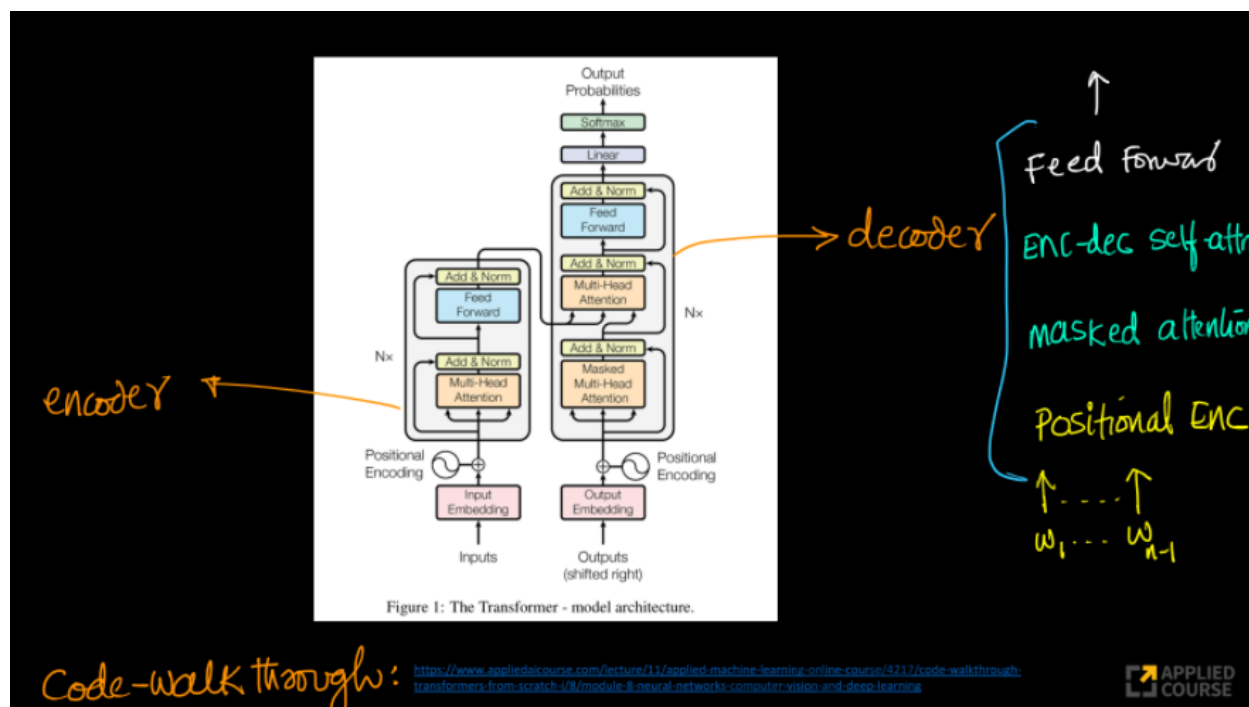 Output
Probabilities
Softmax
Linear
Add & Norm
Feed
Forward
Add & Norm
Multi-Head
Attention
Nx
Add & Norm
Masked
Multi-Head
Attention
Positional
Encoding
Output
Embedding
Outputs
(shifted right)
Add & Norm
Feed
Forward
Nx
Add & Norm
Multi-Head
Attention
Positional
Encoding
Input
Embedding
Inputs
Figure 1: The Transformer - model architecture.
encoder
decoder
Feed Forward
Enc-dec self-attn
masked attention
Positional Enc
w1 ... wn-1
Code-walkthrough:
https://www.appliedaicourse.com/lecture/11/applied-machine-learning-online-course/4217/code-walkthrough-
transformers-from-scratch-i/8/module-8-neural-networks-computer-vision-and-deep-learning
APPLIED
COURSE